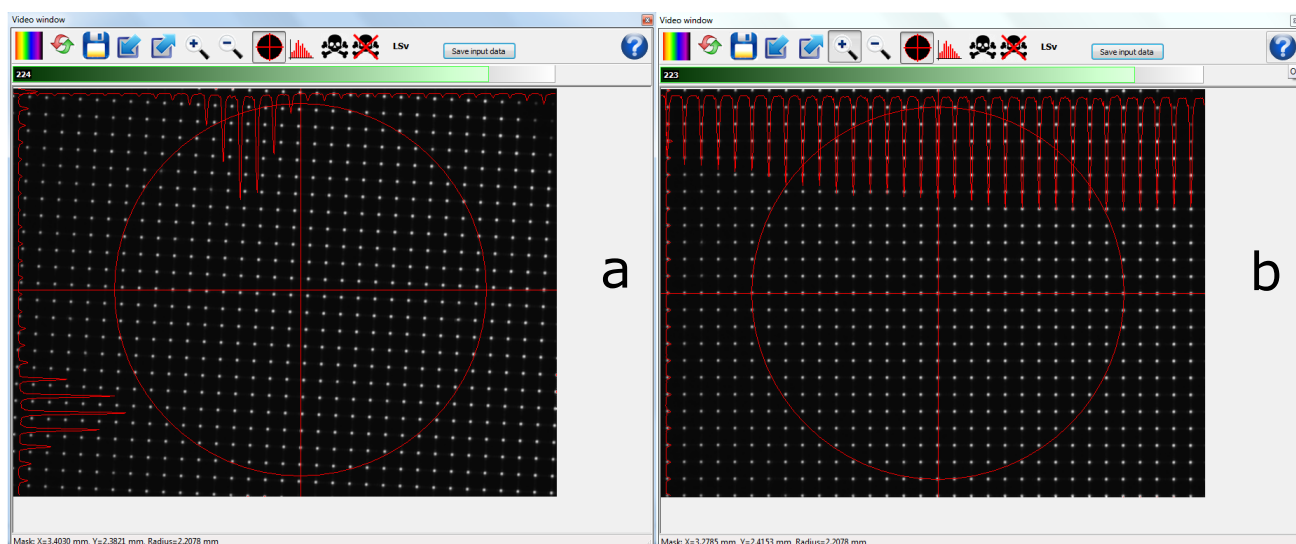 Video window
LSv
Save input data
?
224
a
Mask: X=3.4030 mm, Y=2.3821 mm, Radius=2.2078 mm
Video window
LSv
Save input data
?
223
b
Mask: X=3.2785 mm, Y=2.4153 mm, Radius=2.2078 mm